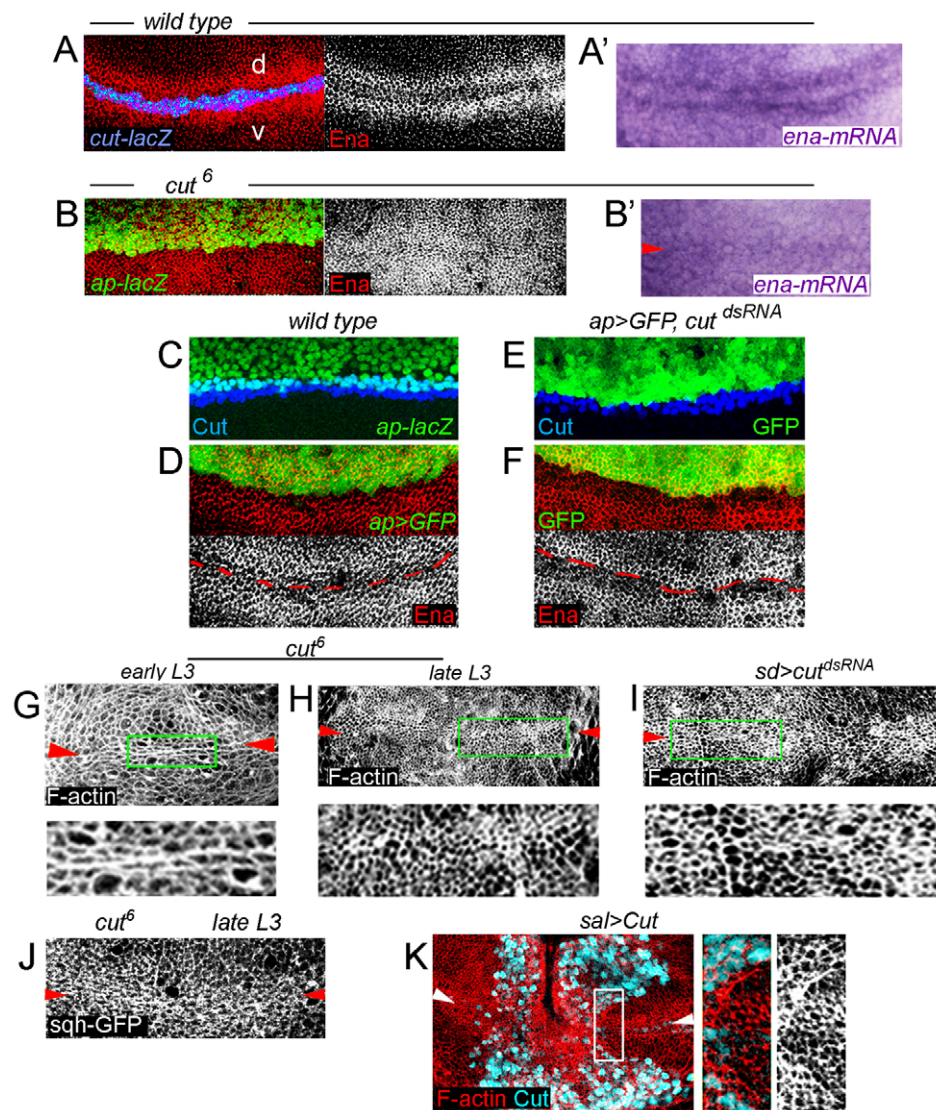 wild type
A
d
v
cut-lacZ
Ena
A'
ena-mRNA
cut 6
B
ap-lacZ
Ena
B'
ena-mRNA
wild type
ap>GFP, cut dsRNA
C
Cut
ap-lacZ
E
Cut
GFP
D
ap>GFP
Ena
F
GFP
Ena
cut6
early L3
late L3
sd>cutdsRNA
G
F-actin
H
F-actin
I
F-actin
cut6
late L3
sal>Cut
J
sqh-GFP
K
F-actin Cut